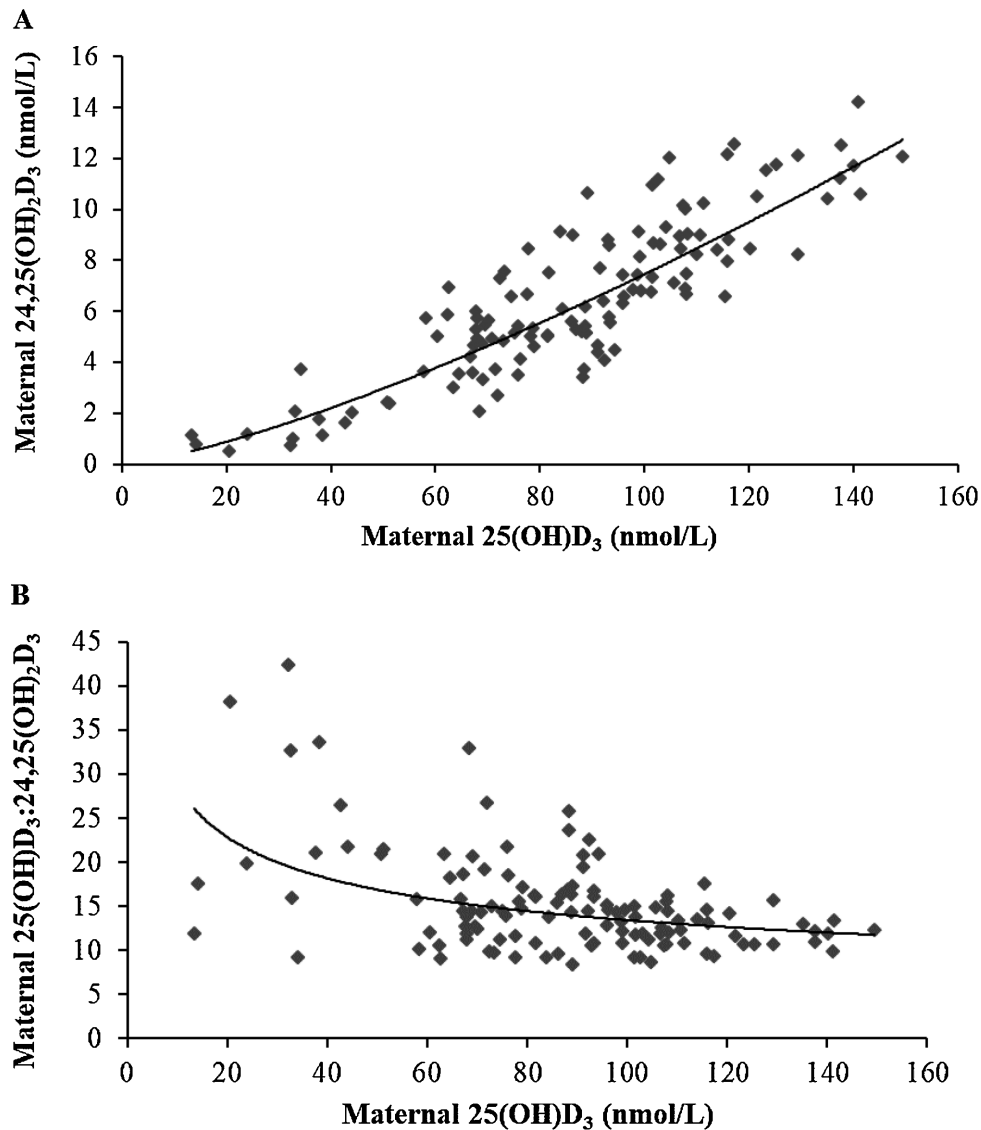 A
Maternal 24,25(OH)₂D₃ (nmol/L)
16
14
12
10
8
6
4
2
0
0 20 40 60 80 100 120 140 160
Maternal 25(OH)D₃ (nmol/L)
B
Maternal 25(OH)D₃:24,25(OH)₂D₃
45
40
35
30
25
20
15
10
5
0
0 20 40 60 80 100 120 140 160
Maternal 25(OH)D₃ (nmol/L)